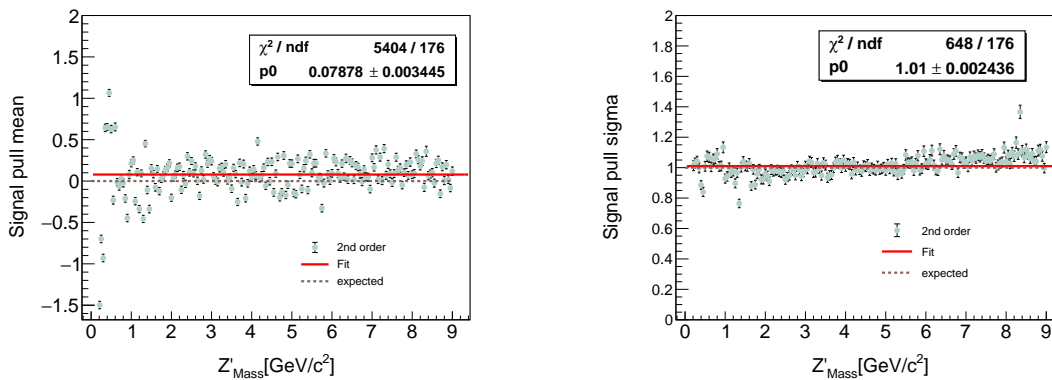 Signal pull mean
2
1.5
1
0.5
0
−0.5
−1
−1.5
χ² / ndf 5404 / 176
p0 0.07878 ± 0.003445
2nd order
Fit
expected
0 1 2 3 4 5 6 7 8 9
Z'Mass[GeV/c²]
Signal pull sigma
2
1.8
1.6
1.4
1.2
1
0.8
0.6
0.4
0.2
0
χ² / ndf 648 / 176
p0 1.01 ± 0.002436
2nd order
Fit
expected
0 1 2 3 4 5 6 7 8 9
Z'Mass[GeV/c²]